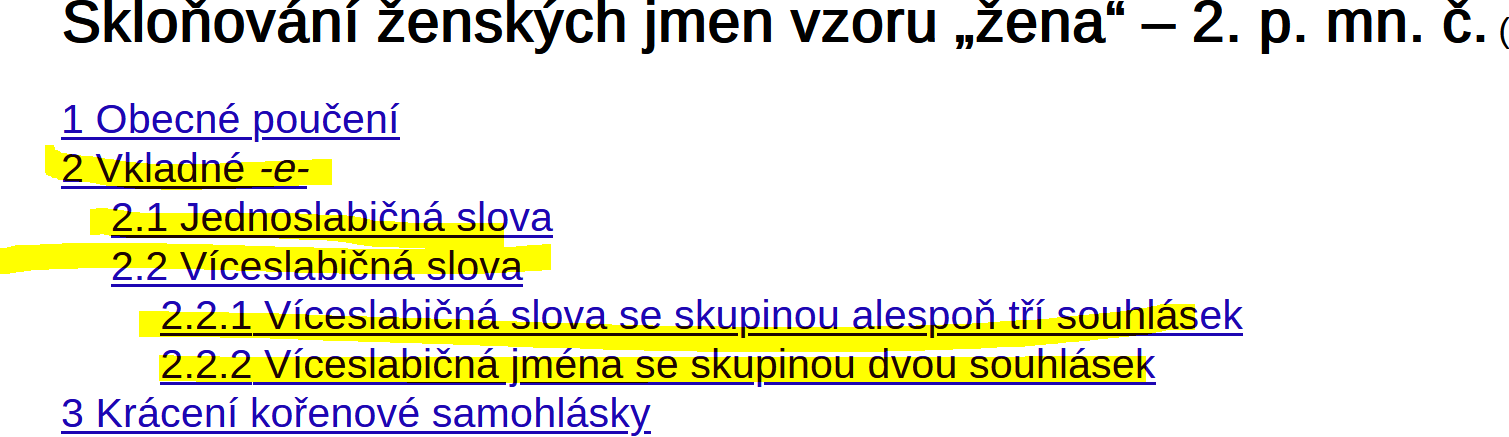 Skloňování ženských jmen vzoru „žena“ – 2. p. mn. č. (
1 Obecné poučení
2 Vkladné -e-
2.1 Jednoslabičná slova
2.2 Víceslabičná slova
2.2.1 Víceslabičná slova se skupinou alespoň tří souhlásek
2.2.2 Víceslabičná jména se skupinou dvou souhlásek
3 Krácení kořenové samohlásky